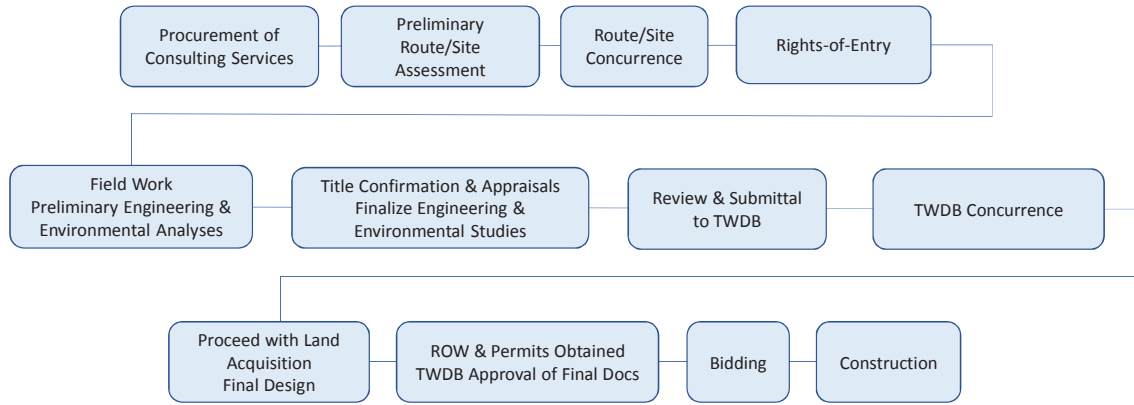 Procurement of
Consulting Services
Preliminary
Route/Site
Assessment
Route/Site
Concurrence
Rights-of-Entry
Field Work
Preliminary Engineering &
Environmental Analyses
Title Confirmation & Appraisals
Finalize Engineering &
Environmental Studies
Review & Submittal
to TWDB
TWDB Concurrence
Proceed with Land
Acquisition
Final Design
ROW & Permits Obtained
TWDB Approval of Final Docs
Bidding
Construction